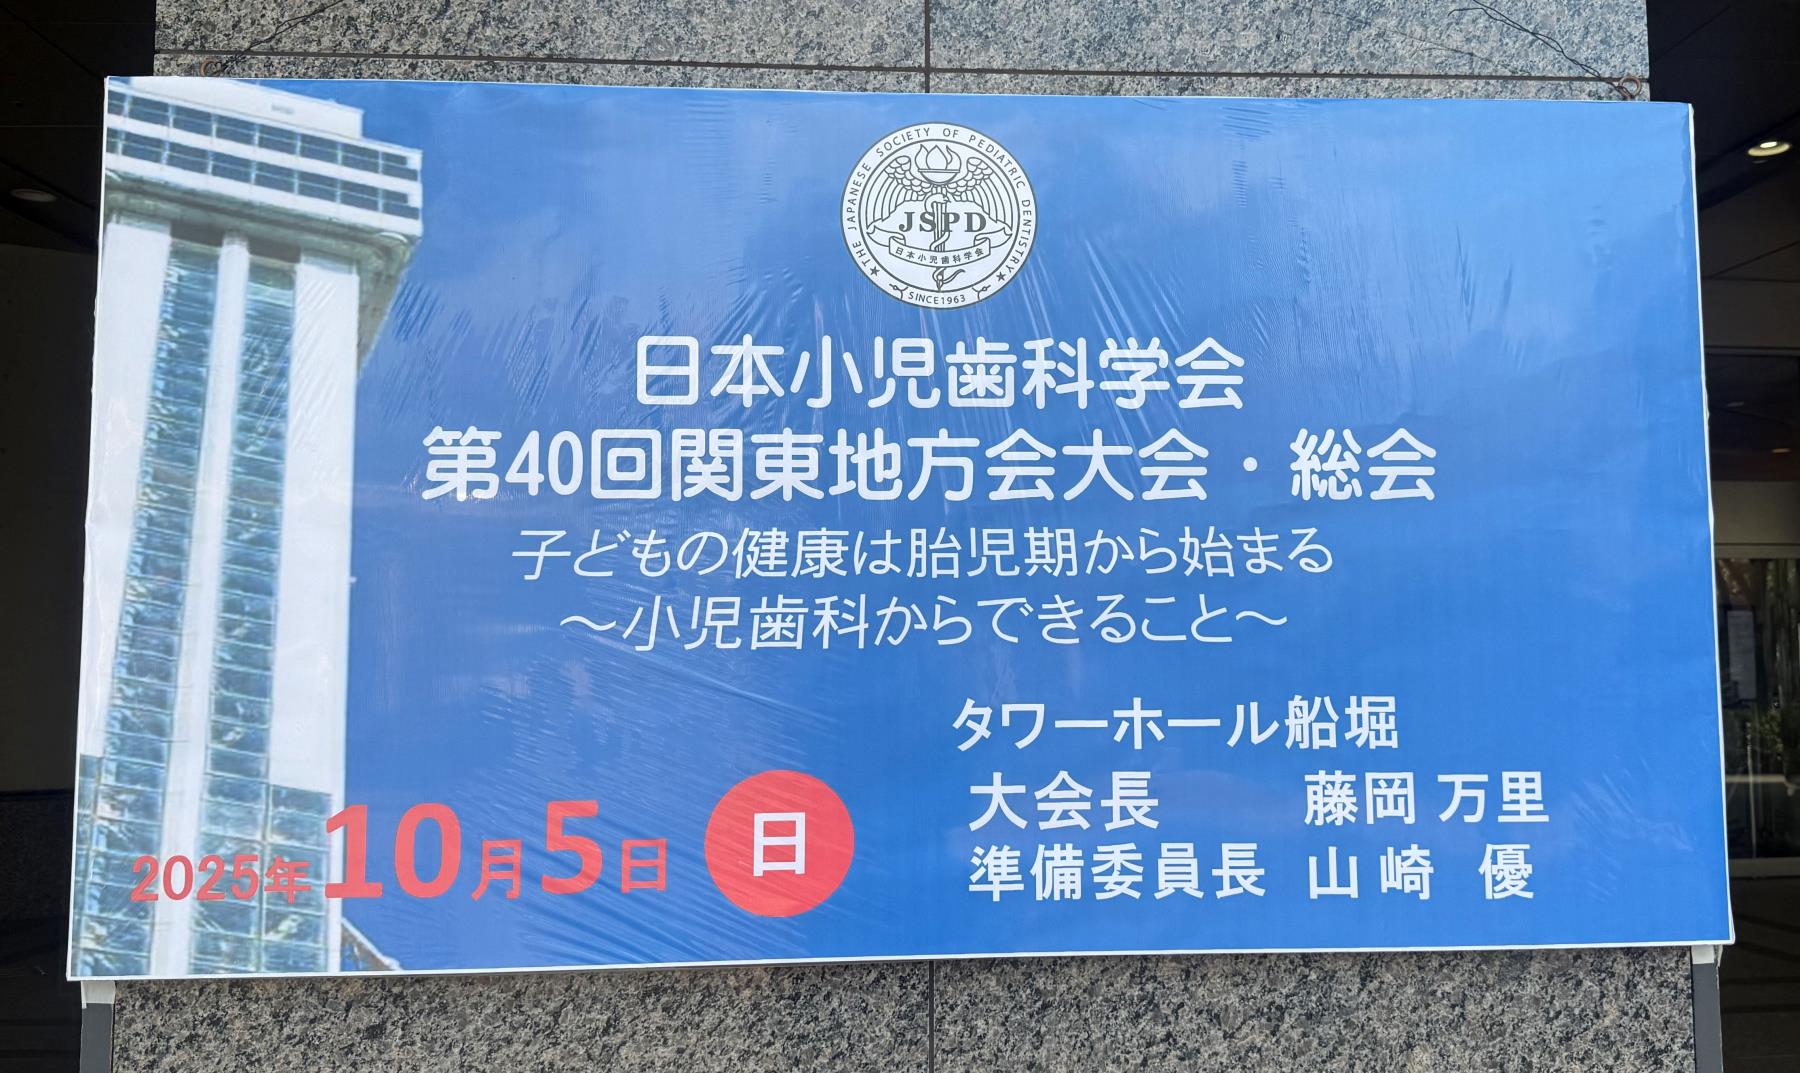 THE JAPANESE SOCIETY OF PEDIATRIC DENTISTRY
JSPD
日本小児歯科学会
SINCE1963
日本小児歯科学会
第40回関東地方会大会・総会
子どもの健康は胎児期から始まる
～小児歯科からできること～
タワーホール船堀
大会長 藤岡 万里
準備委員長 山崎 優
2025年10月5日 日